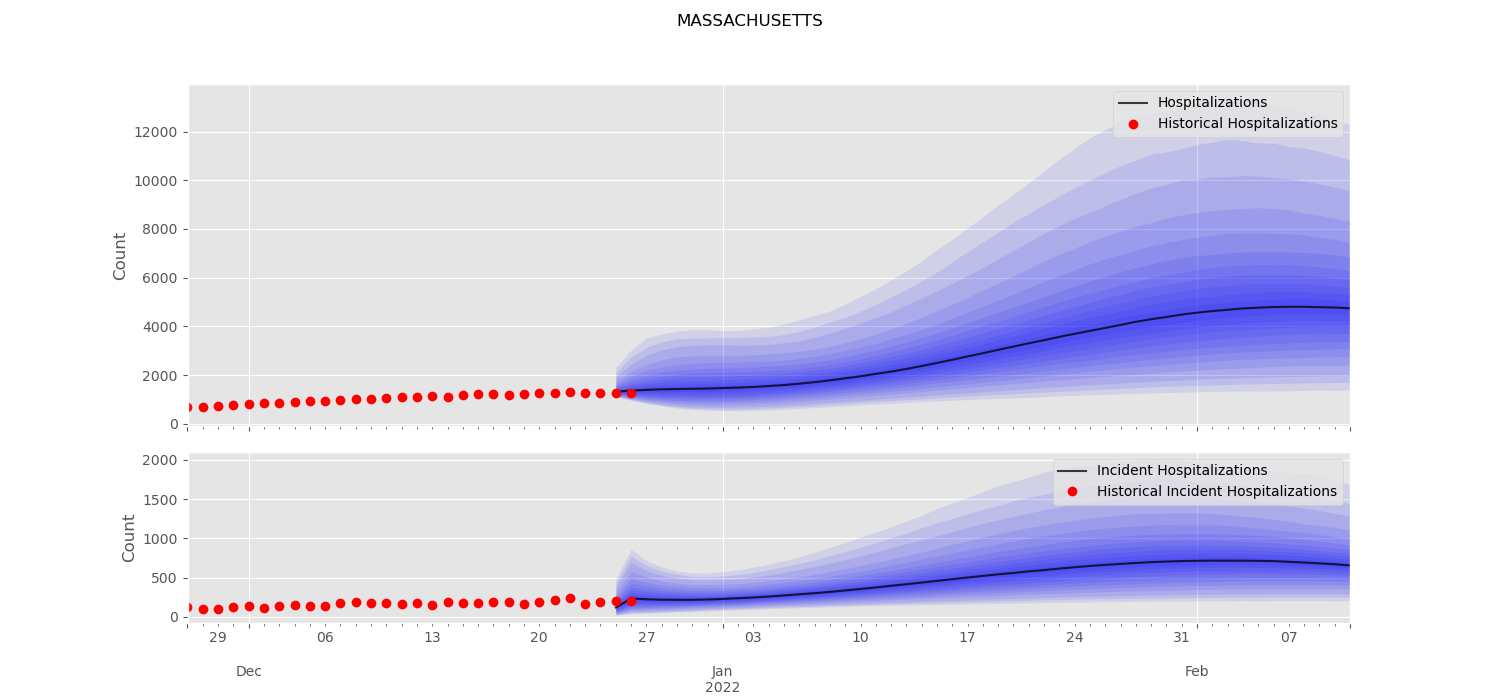 MASSACHUSETTS
Hospitalizations
Historical Hospitalizations
12000
10000
8000
6000
4000
2000
0
Count
Incident Hospitalizations
Historical Incident Hospitalizations
2000
1500
1000
500
0
Count
29 06 13 20 27 03 10 17 24 31 07
Dec Jan Feb
2022